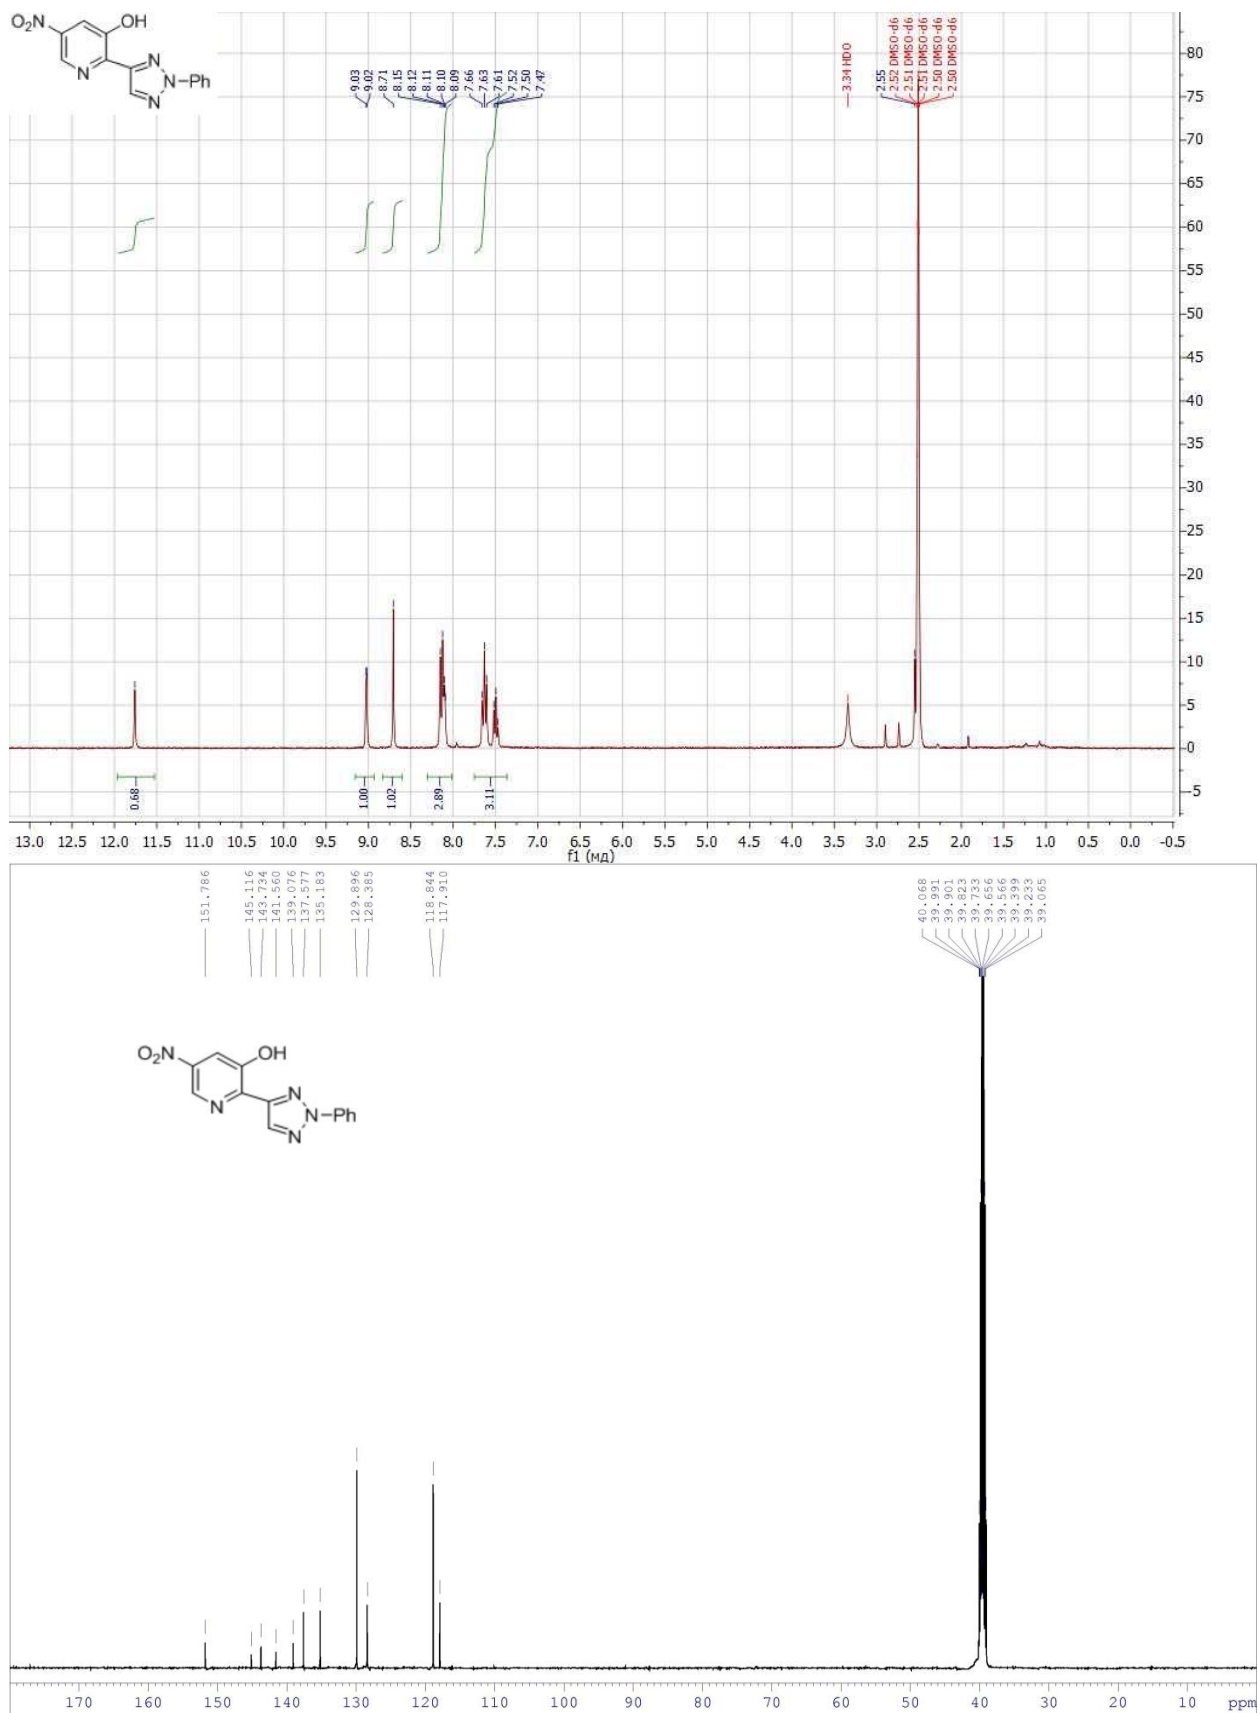 O₂N
OH
N
N
N
N
Ph
9.03
9.02
8.71
8.15
8.12
8.11
8.10
8.09
7.66
7.63
7.61
7.52
7.50
7.47
3.34 HDO
2.55
2.52 DMSO-d6
2.51 DMSO-d6
2.51 DMSO-d6
2.50 DMSO-d6
2.50 DMSO-d6
80
75
70
65
60
55
50
45
40
35
30
25
20
15
10
5
0
-5
0.68
1.00
1.02
2.89
3.11
13.0 12.5 12.0 11.5 11.0 10.5 10.0 9.5 9.0 8.5 8.0 7.5 7.0 6.5 6.0 5.5 5.0 4.5 4.0 3.5 3.0 2.5 2.0 1.5 1.0 0.5 0.0 -0.5
f1 (мд)
151.786
145.116
143.734
141.560
139.076
137.577
135.183
129.896
128.385
118.844
117.910
40.068
39.991
39.901
39.823
39.733
39.656
39.566
39.399
39.233
39.065
O₂N
OH
N
N
N
N
Ph
170 160 150 140 130 120 110 100 90 80 70 60 50 40 30 20 10 ppm